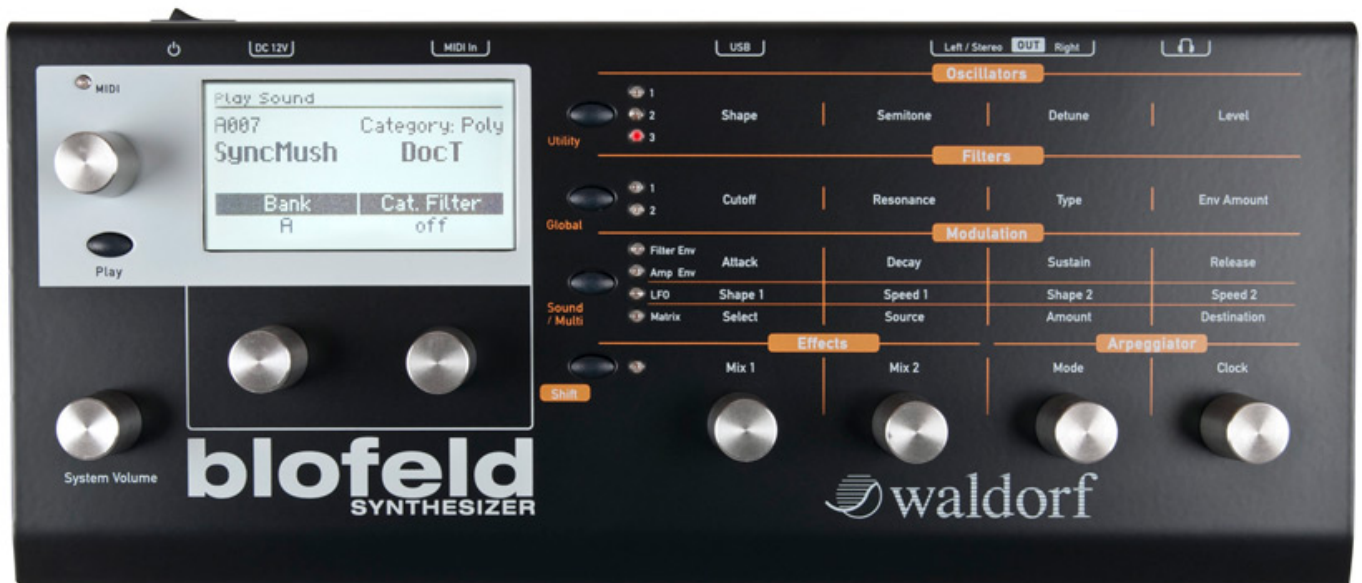 DC 12V
MIDI In
USB
Left / Stereo OUT Right
MIDI
Play Sound
A007 Category: Poly
SyncMush DocT
Bank Cat. Filter
A off
Play
System Volume
blofeld
SYNTHESIZER
Oscillators
1
2
3
Utility
Shape Semitone Detune Level
Filters
1
2
Global
Cutoff Resonance Type Env Amount
Modulation
Filter Env
Amp Env
Attack Decay Sustain Release
LFO Shape 1 Speed 1 Shape 2 Speed 2
Sound
/ Multi
Matrix Select Source Amount Destination
Effects Arpeggiator
Mix 1 Mix 2 Mode Clock
Shift
waldorf